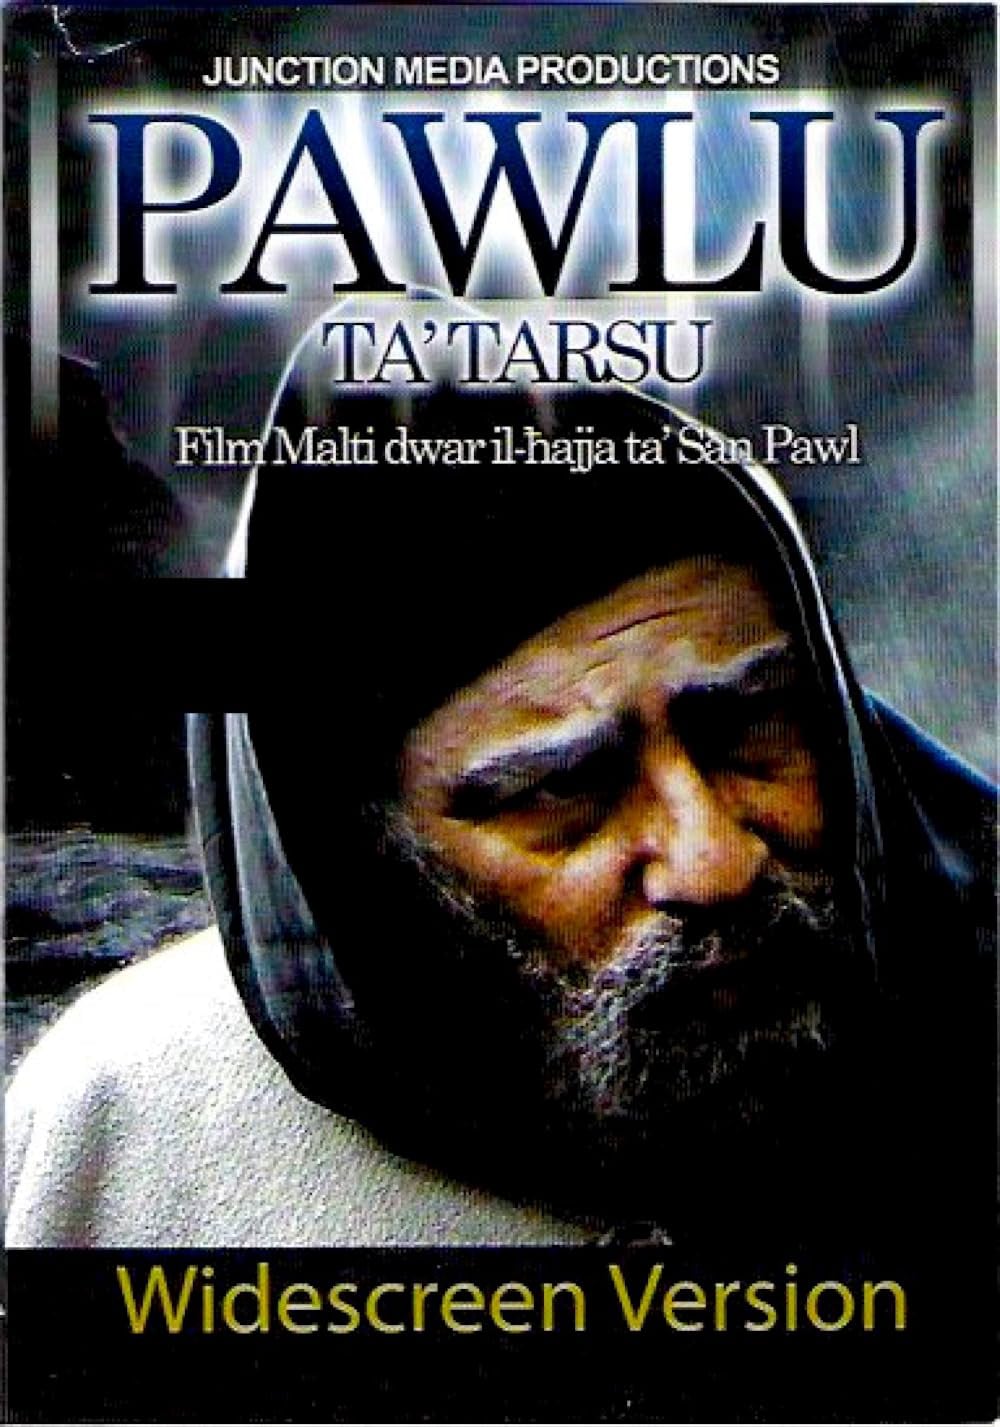 JUNCTION MEDIA PRODUCTIONS
PAWLU
TA' TARSU
Film Malti dwar il-ħajja ta' San Pawl
Widescreen Version